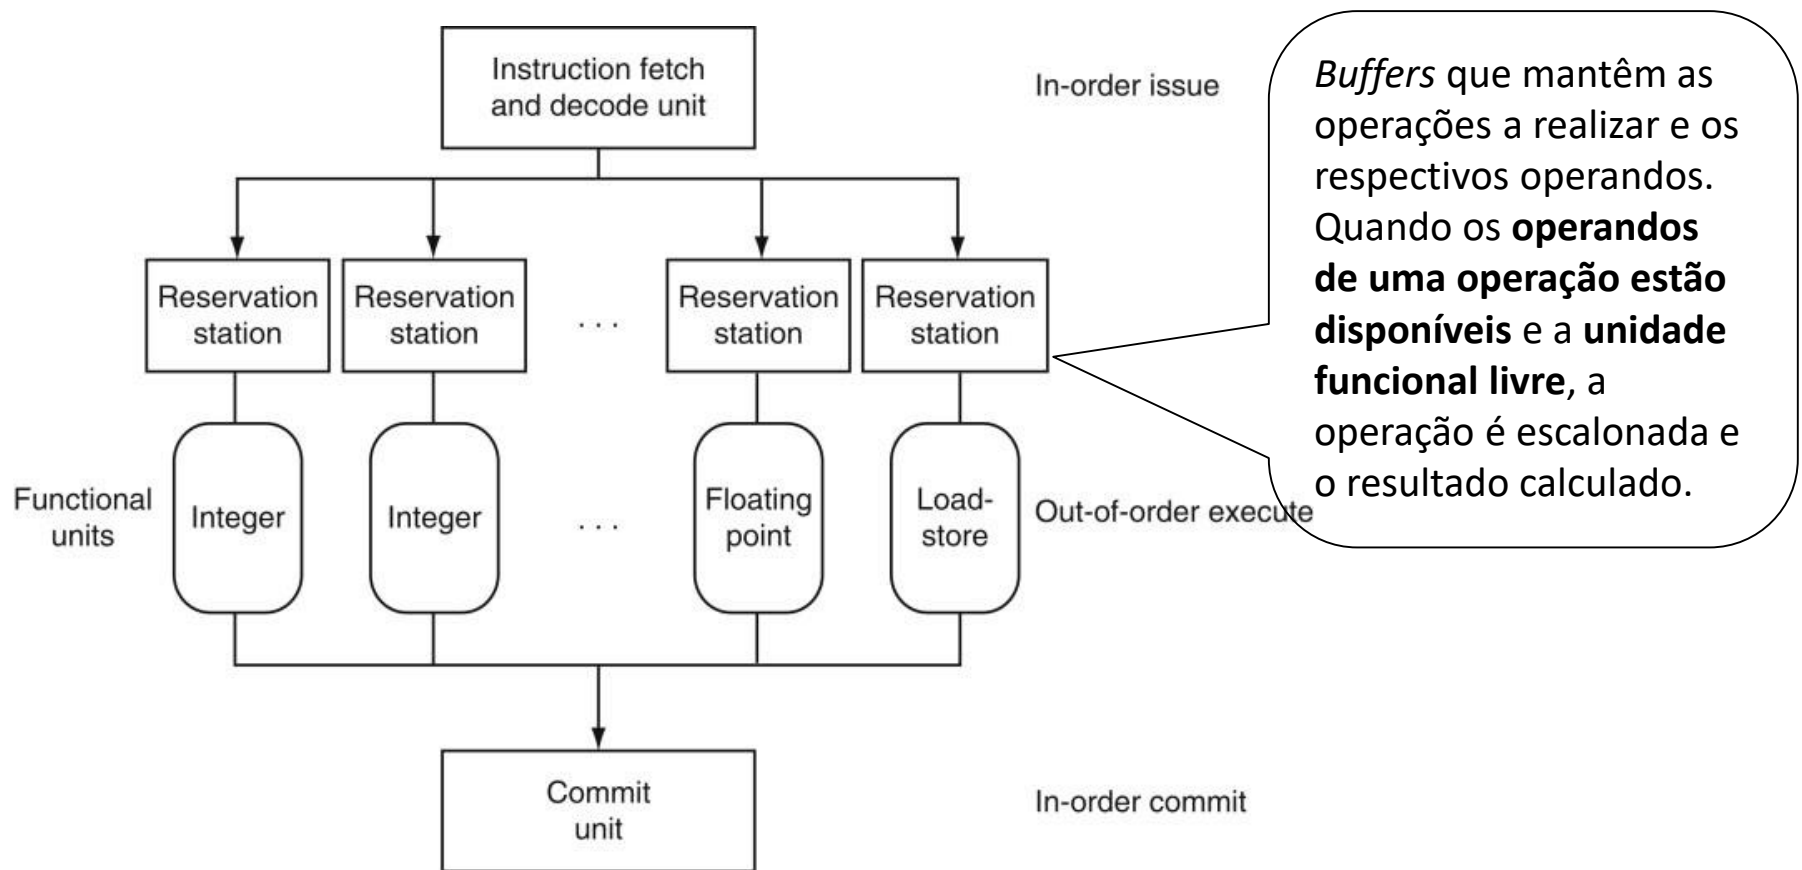 Instruction fetch
and decode unit
In-order issue
Buffers que mantêm as
operações a realizar e os
respectivos operandos.
Quando os operandos
de uma operação estão
disponíveis e a unidade
funcional livre, a
operação é escalonada e
o resultado calculado.
Reservation
station
Reservation
station
. . .
Reservation
station
Reservation
station
Functional
units
Integer
Integer
. . .
Floating
point
Load-
store
Out-of-order execute
Commit
unit
In-order commit